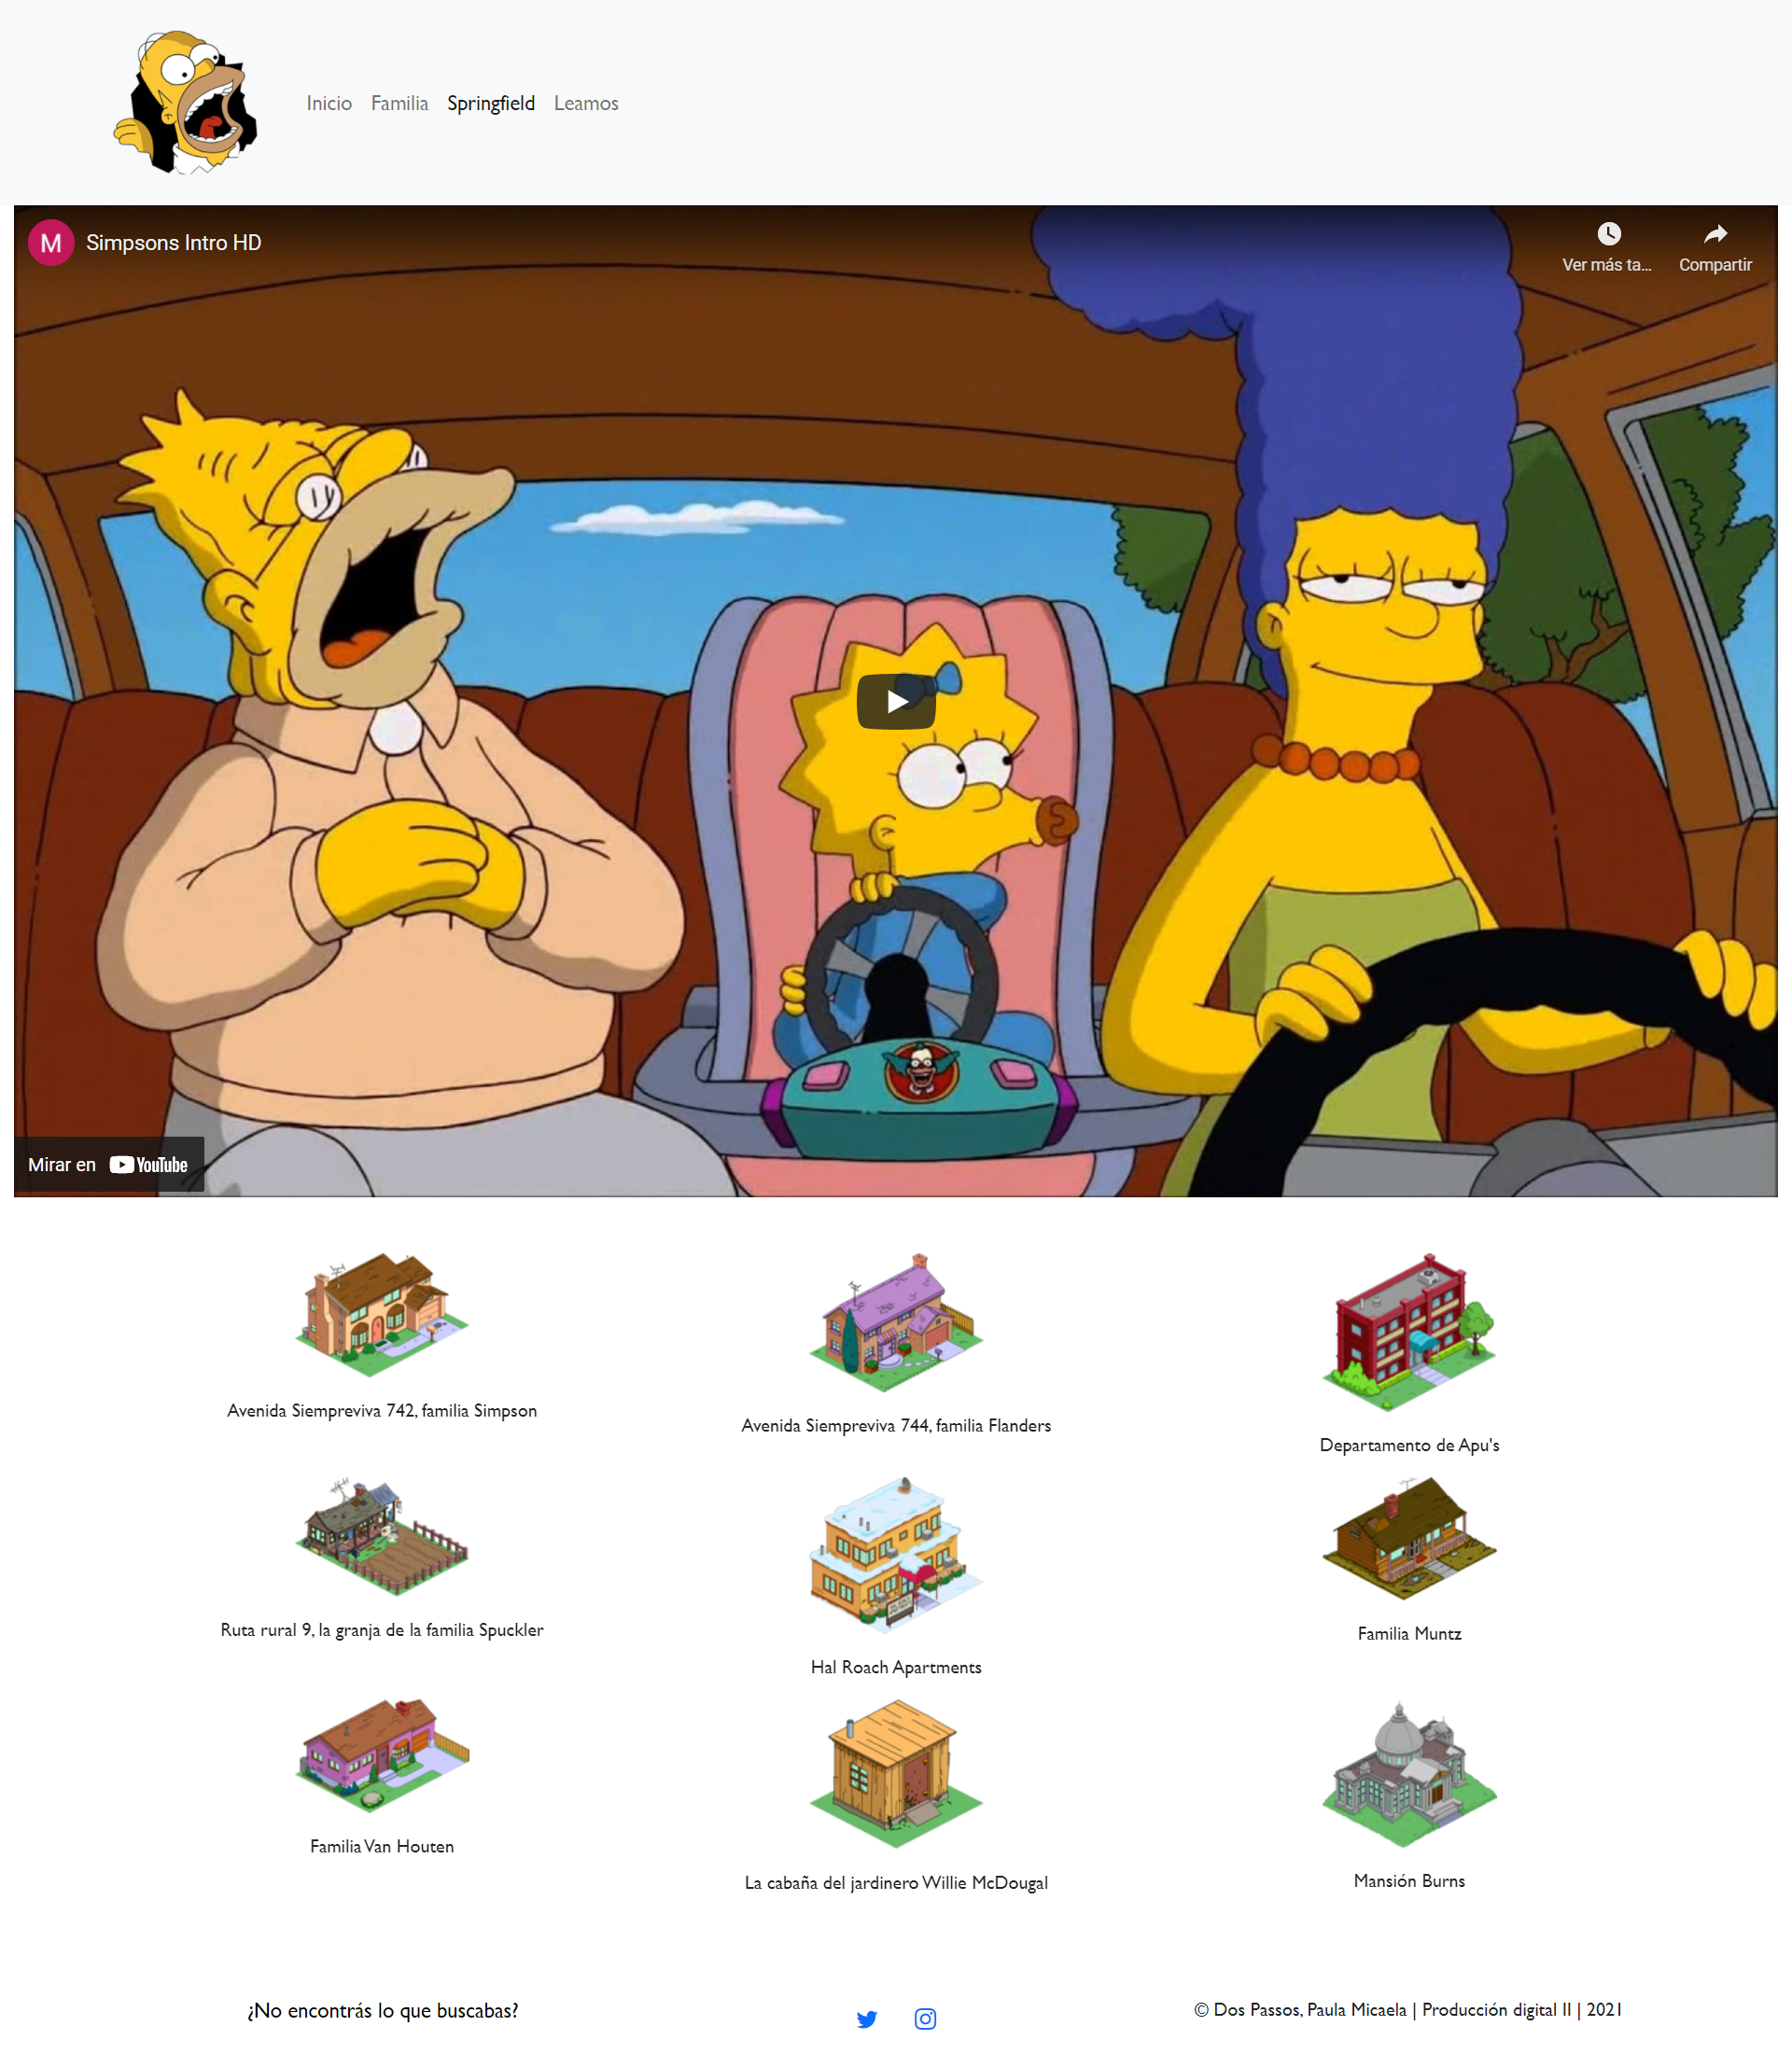 Inicio Familia Springfield Leamos
M Simpsons Intro HD
Ver más ta... Compartir
Mirar en YouTube
Avenida Siempreviva 742, familia Simpson
Avenida Siempreviva 744, familia Flanders
Departamento de Apu's
Ruta rural 9, la granja de la familia Spuckler
Hal Roach Apartments
Familia Muntz
Familia Van Houten
La cabaña del jardinero Willie McDougal
Mansión Burns
¿No encontrás lo que buscabas?
© Dos Passos, Paula Micaela | Producción digital II | 2021